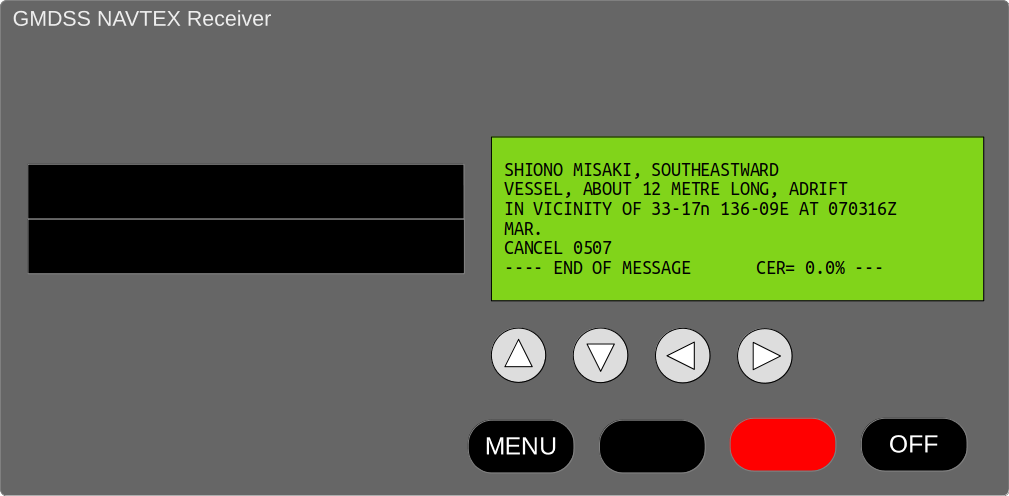 GMDSS NAVTEX Receiver
SHIONO MISAKI, SOUTHEASTWARD
VESSEL, ABOUT 12 METRE LONG, ADRIFT
IN VICINITY OF 33-17n 136-09E AT 070316Z
MAR.
CANCEL 0507
---- END OF MESSAGE CER= 0.0% ---
MENU
OFF